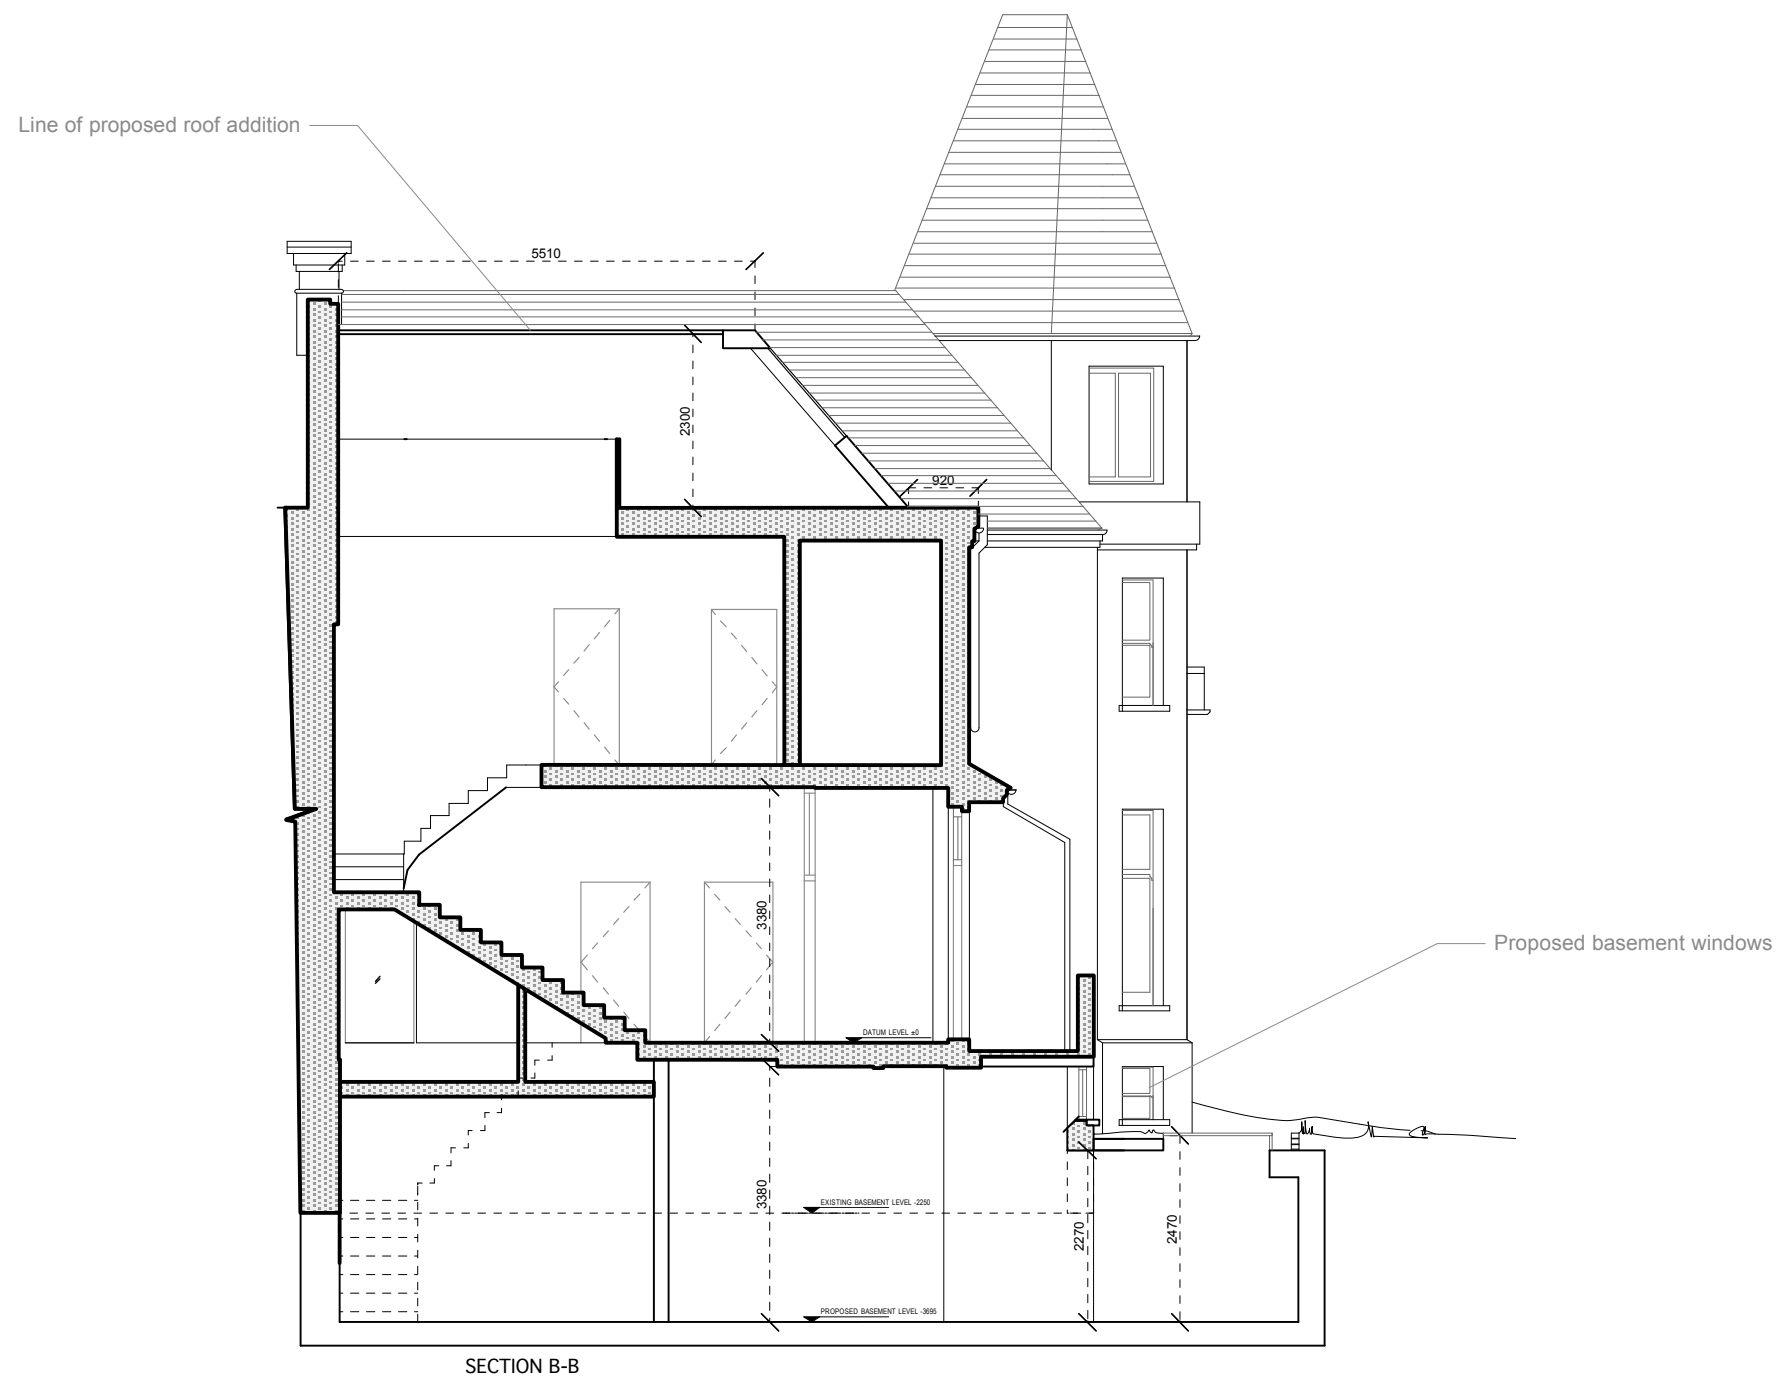 Line of proposed roof addition
5510
2300
920
3380
Proposed basement windows
DATUM LEVEL ±0
3380
EXISTING BASEMENT LEVEL -2250
2270
2470
PROPOSED BASEMENT LEVEL -3695
SECTION B-B